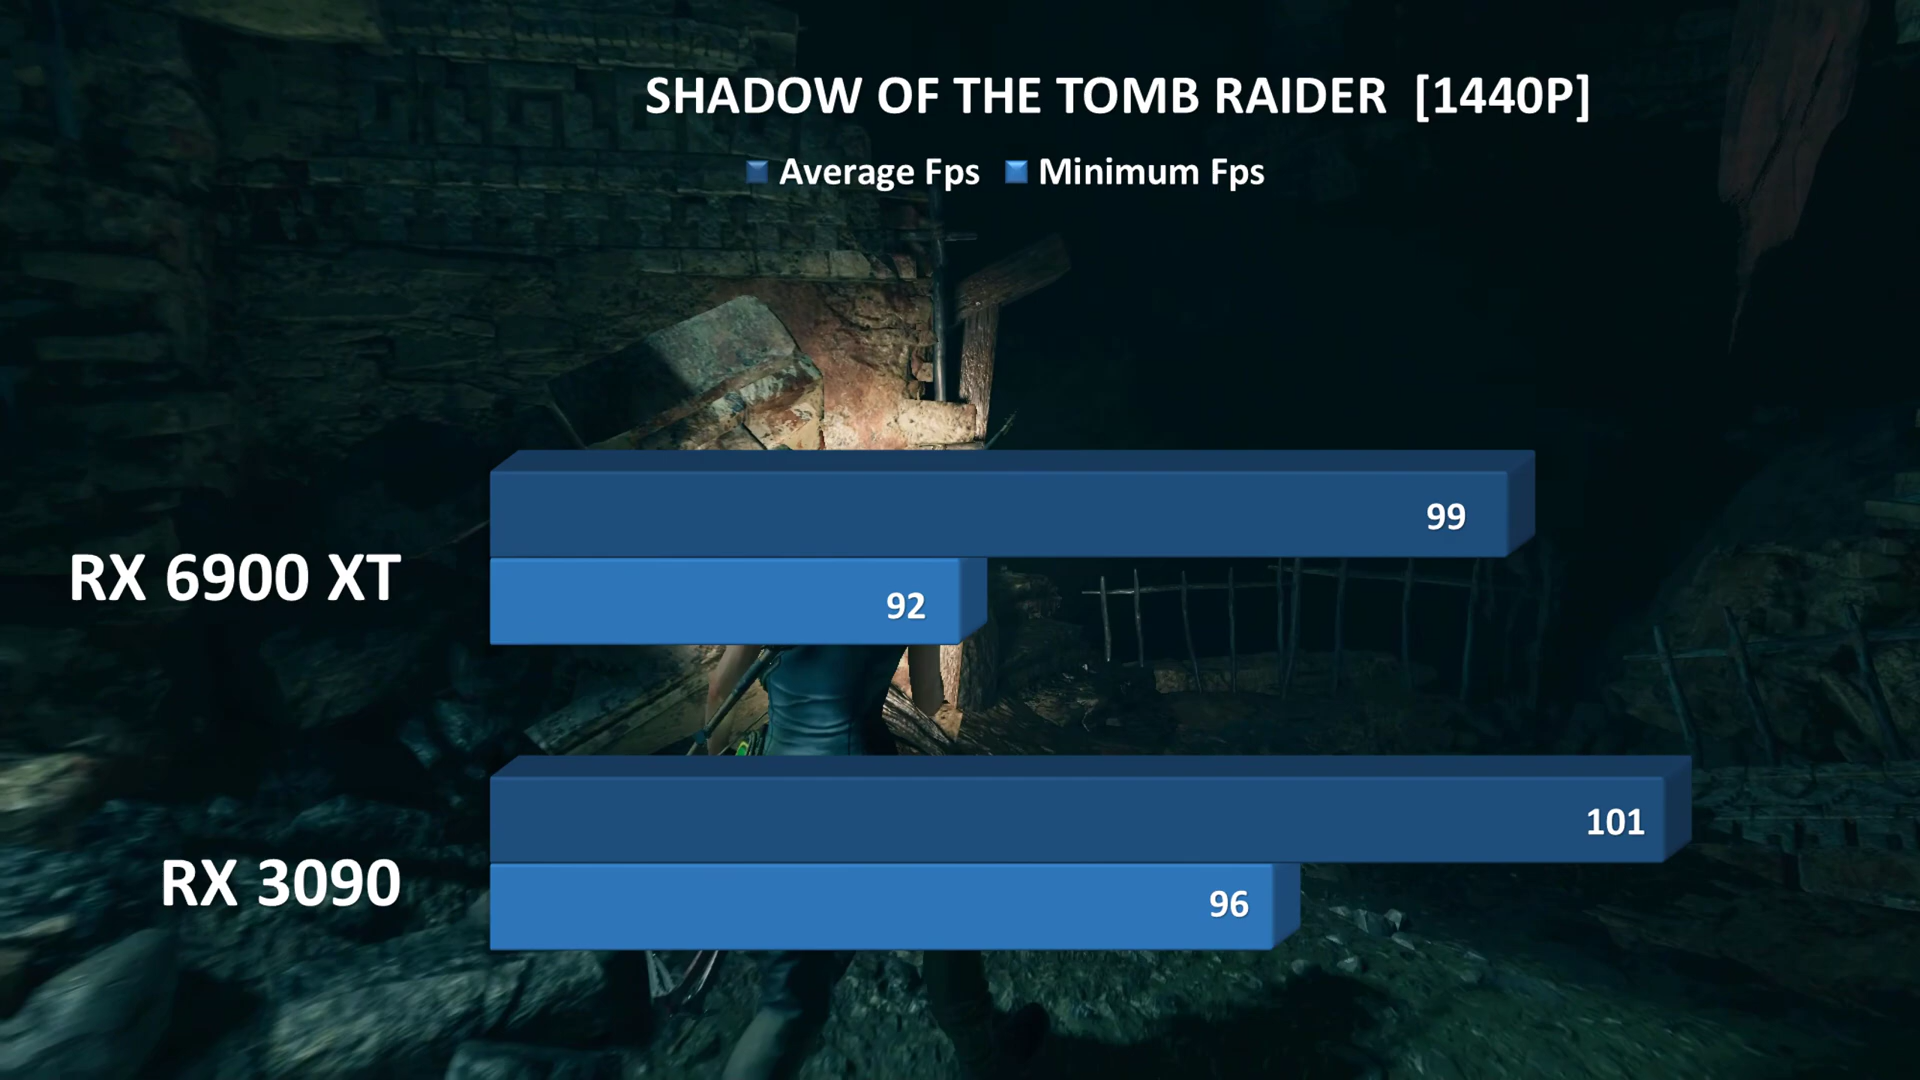 SHADOW OF THE TOMB RAIDER [1440P]
Average Fps Minimum Fps
99
RX 6900 XT
92
101
RX 3090
96